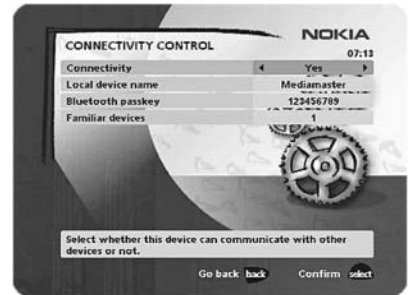 NOKIA
CONNECTIVITY CONTROL
07:13
Connectivity Yes
Local device name Mediamaster
Bluetooth passkey 123456789
Familiar devices 1
Select whether this device can communicate with other
devices or not.
Go back back Confirm select